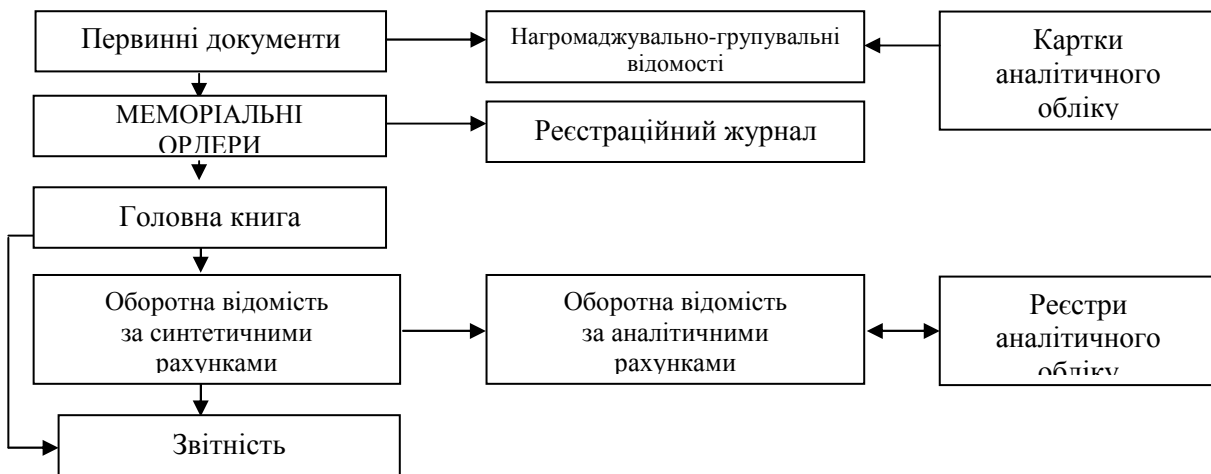 Первинні документи
Нагромаджувально-групувальні
відомості
Картки
аналітичного
обліку
МЕМОРІАЛЬНІ
ОРДЕРИ
Реєстраційний журнал
Головна книга
Оборотна відомість
за синтетичними
рахунками
Оборотна відомість
за аналітичними
рахунками
Реєстри
аналітичного
обліку
Звітність